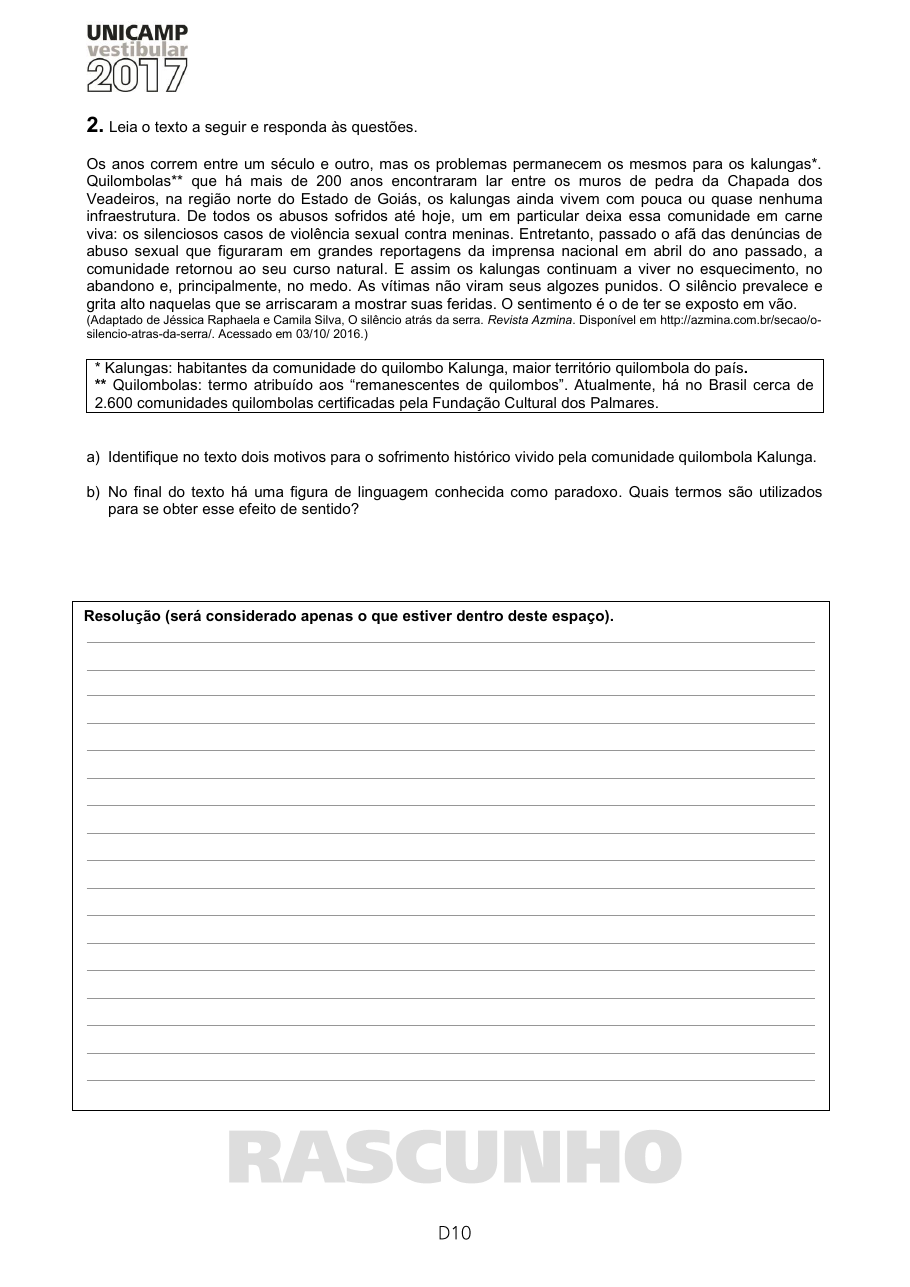 UNICAMP
vestibular
2017
2. Leia o texto a seguir e responda às questões.
Os anos correm entre um século e outro, mas os problemas permanecem os mesmos para os kalungas*.
Quilombolas** que há mais de 200 anos encontraram lar entre os muros de pedra da Chapada dos
Veadeiros, na região norte do Estado de Goiás, os kalungas ainda vivem com pouca ou quase nenhuma
infraestrutura. De todos os abusos sofridos até hoje, um em particular deixa essa comunidade em carne
viva: os silenciosos casos de violência sexual contra meninas. Entretanto, passado o afã das denúncias de
abuso sexual que figuraram em grandes reportagens da imprensa nacional em abril do ano passado, a
comunidade retornou ao seu curso natural. E assim os kalungas continuam a viver no esquecimento, no
abandono e, principalmente, no medo. As vítimas não viram seus algozes punidos. O silêncio prevalece e
grita alto naquelas que se arriscaram a mostrar suas feridas. O sentimento é o de ter se exposto em vão.
(Adaptado de Jéssica Raphaela e Camila Silva, O silêncio atrás da serra. Revista Azmina. Disponível em http://azmina.com.br/secao/o-
silencio-atras-da-serra/. Acessado em 03/10/ 2016.)
* Kalungas: habitantes da comunidade do quilombo Kalunga, maior território quilombola do país.
** Quilombolas: termo atribuído aos “remanescentes de quilombos”. Atualmente, há no Brasil cerca de
2.600 comunidades quilombolas certificadas pela Fundação Cultural dos Palmares.
a) Identifique no texto dois motivos para o sofrimento histórico vivido pela comunidade quilombola Kalunga.
b) No final do texto há uma figura de linguagem conhecida como paradoxo. Quais termos são utilizados
para se obter esse efeito de sentido?
Resolução (será considerado apenas o que estiver dentro deste espaço).
RASCUNHO
D10